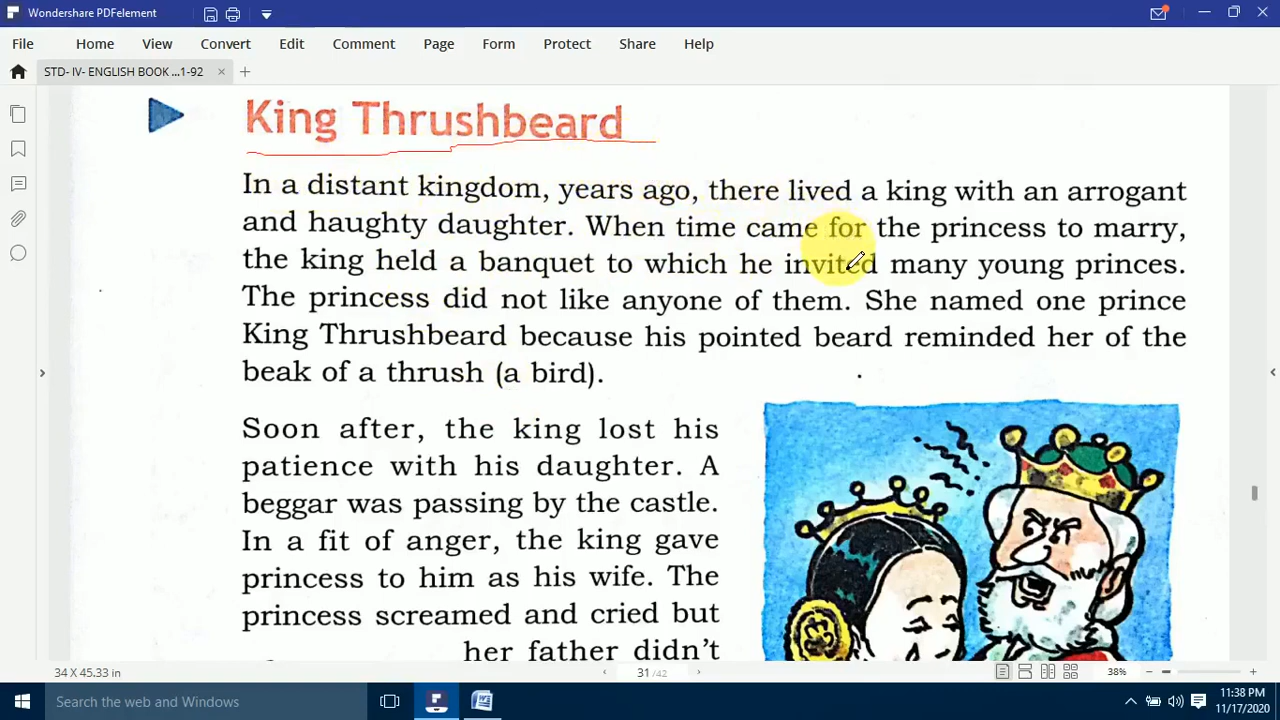 Wondershare PDFelement
File Home View Convert Edit Comment Page Form Protect Share Help
STD- IV- ENGLISH BOOK ...1-92
King Thrushbeard
In a distant kingdom, years ago, there lived a king with an arrogant
and haughty daughter. When time came for the princess to marry,
the king held a banquet to which he invited many young princes.
The princess did not like anyone of them. She named one prince
King Thrushbeard because his pointed beard reminded her of the
beak of a thrush (a bird).
Soon after, the king lost his
patience with his daughter. A
beggar was passing by the castle.
In a fit of anger, the king gave
princess to him as his wife. The
princess screamed and cried but
her father didn't
34 X 45.33 in
31 /42
38%
Search the web and Windows
11:38 PM
11/17/2020